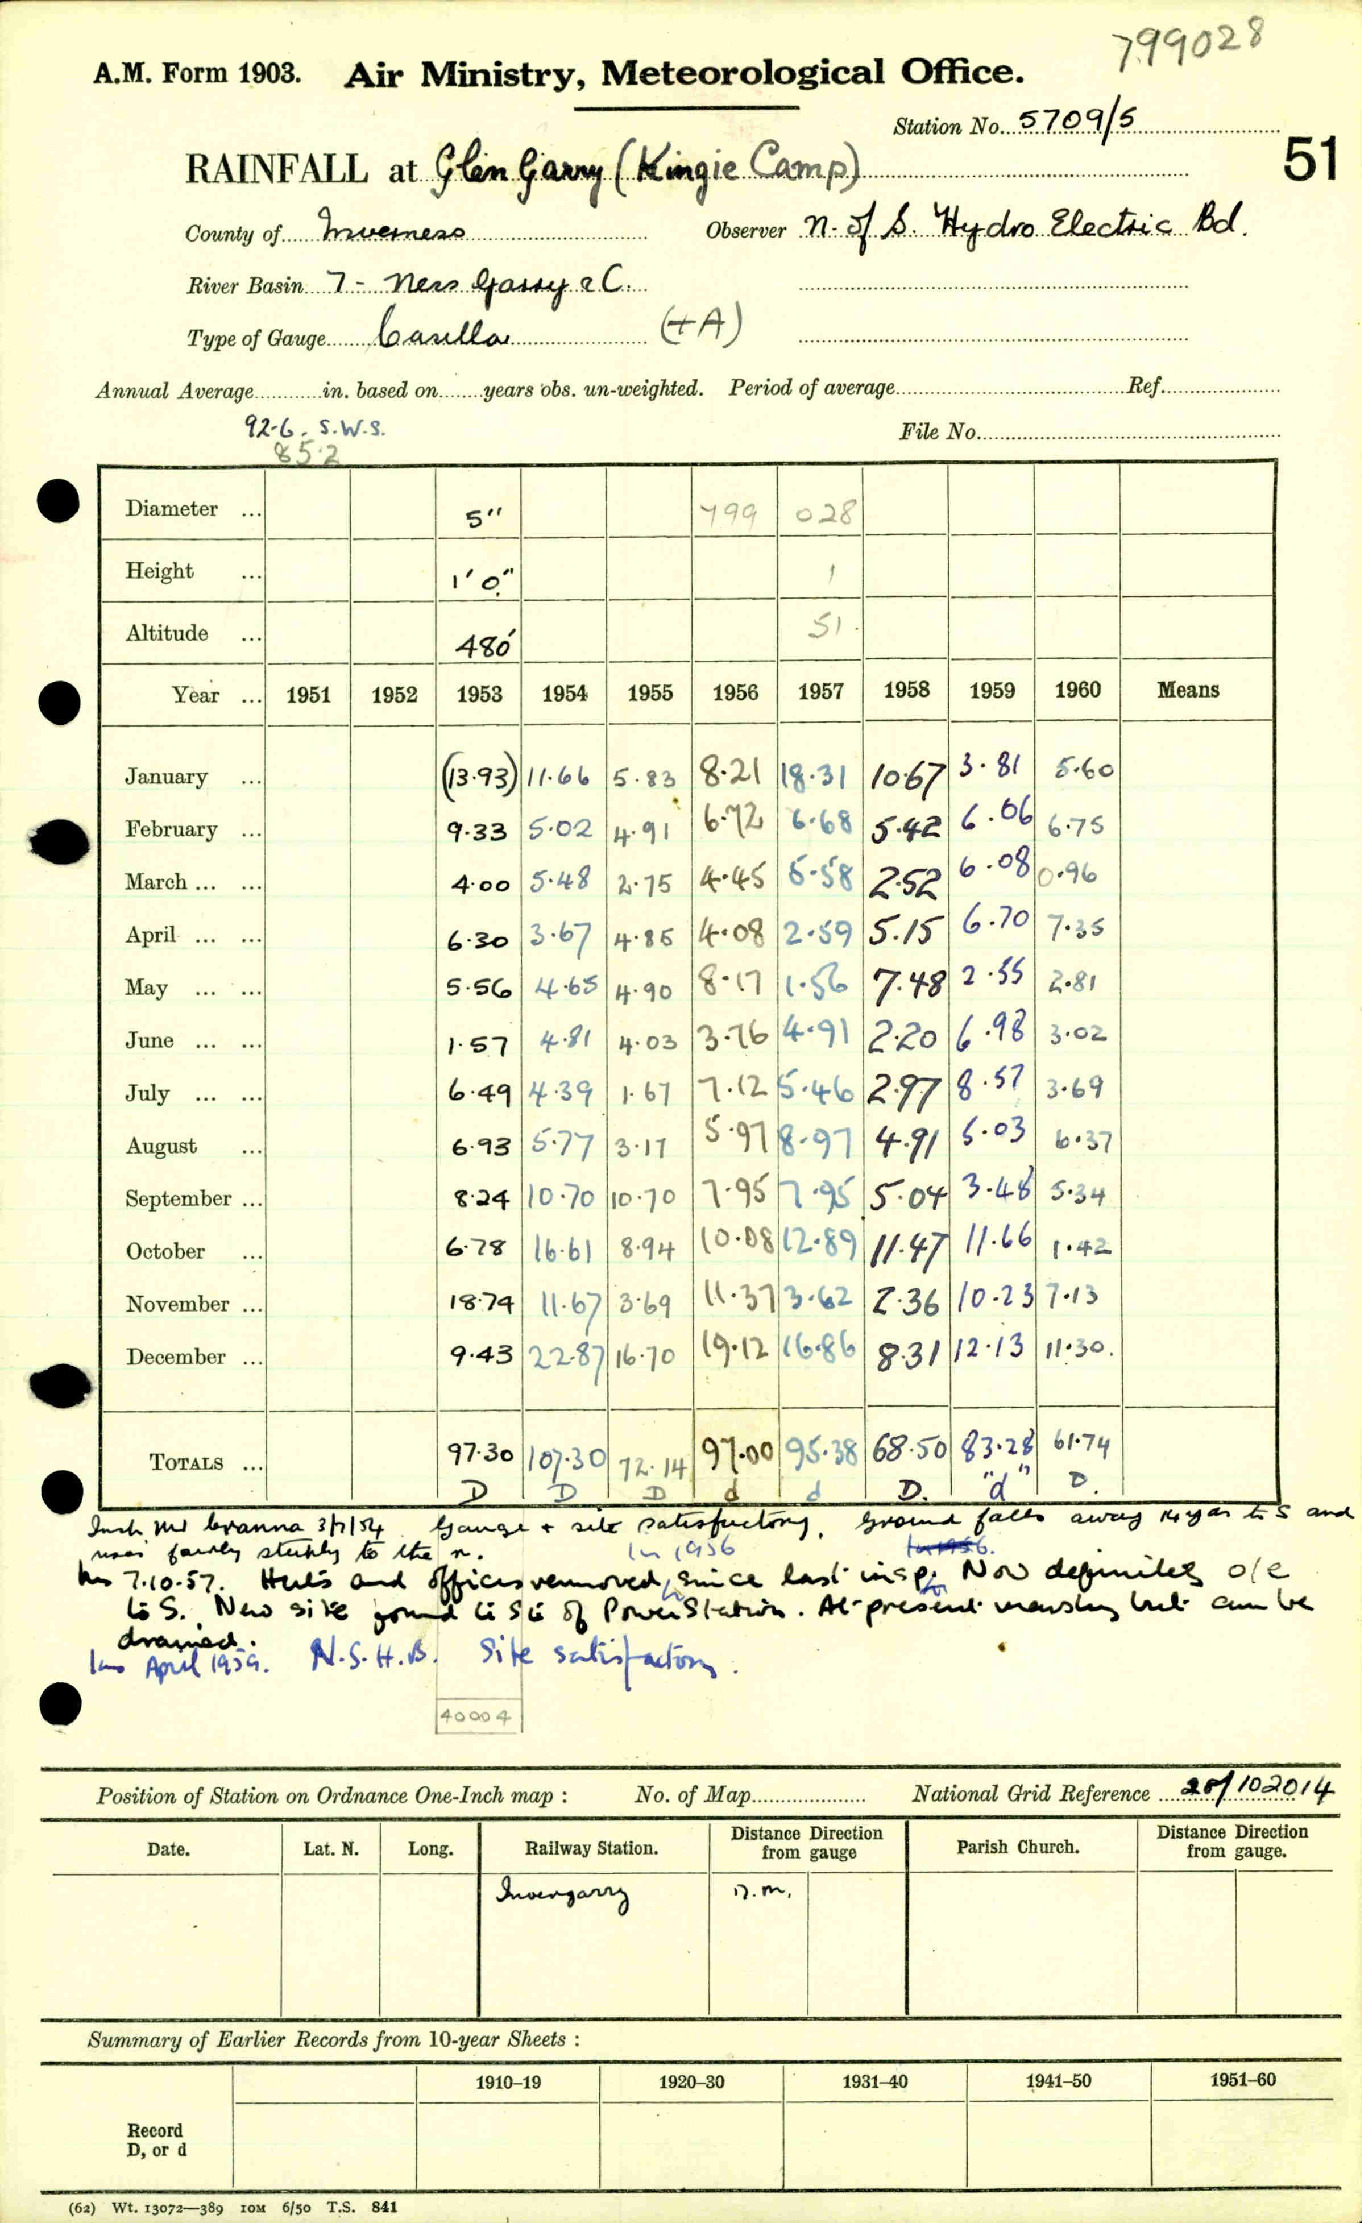 799028
A.M. Form 1903. Air Ministry, Meteorological Office.
Station No. 5709/5
51
RAINFALL at Glen Garry (Kingie Camp)
County of Inverness Observer N. of S. Hydro Electric Bd.
River Basin 7 - Ness Garry & C.
Type of Gauge Casella (+A)
Annual Average in. based on years obs. un-weighted. Period of average Ref.
92.6. S.W.S. File No.
85.2
Diameter ... 5" 799 028
Height ... 1' 0" 1
Altitude ... 480' 51
Year ... 1951 1952 1953 1954 1955 1956 1957 1958 1959 1960 Means
January ... (13.93) 11.66 5.83 8.21 18.31 10.67 3.81 5.60
February ... 9.33 5.02 4.91 6.72 6.68 5.42 6.06 6.75
March ... ... 4.00 5.48 2.75 4.45 5.58 2.52 6.08 0.96
April ... ... 6.30 3.67 4.85 4.08 2.59 5.15 6.70 7.35
May ... ... 5.56 4.65 4.90 8.17 1.56 7.48 2.55 2.81
June ... ... 1.57 4.81 4.03 3.76 4.91 2.20 6.98 3.02
July ... ... 6.49 4.39 1.67 7.12 5.46 2.97 8.57 3.69
August ... 6.93 5.77 3.17 5.97 8.97 4.91 5.03 6.37
September ... 8.24 10.70 10.70 7.95 7.95 5.04 3.48 5.34
October ... 6.78 16.61 8.94 10.08 12.89 11.47 11.66 1.42
November ... 18.74 11.67 3.69 11.37 3.62 2.36 10.23 7.13
December ... 9.43 22.87 16.70 19.12 16.86 8.31 12.13 11.30.
TOTALS ... 97.30 107.30 72.14 97.00 95.38 68.50 83.28 61.74
D D D d d D. "d" D.
Mr Cranna 3/7/54 Gauge + site satisfactory. Ground falls away 14 yds to S and
rises fairly steeply to the n. In 1956
Ins 7.10.57. Huts and offices removed, since last insp. Now definitely o/e
to S. New site found to SE of Power Station. At present marshy but can be
drained.
Ins April 1959. N.S.H.B. Site satisfactory.
40004
Position of Station on Ordnance One-Inch map : No. of Map National Grid Reference 20/102014
Date. Lat. N. Long. Railway Station. Distance from gauge Direction Parish Church. Distance from gauge. Direction
Invergarry
Summary of Earlier Records from 10-year Sheets :
1910–19 1920–30 1931–40 1941–50 1951–60
Record
D, or d
(62) Wt. 13072—389 10M 6/50 T.S. 841